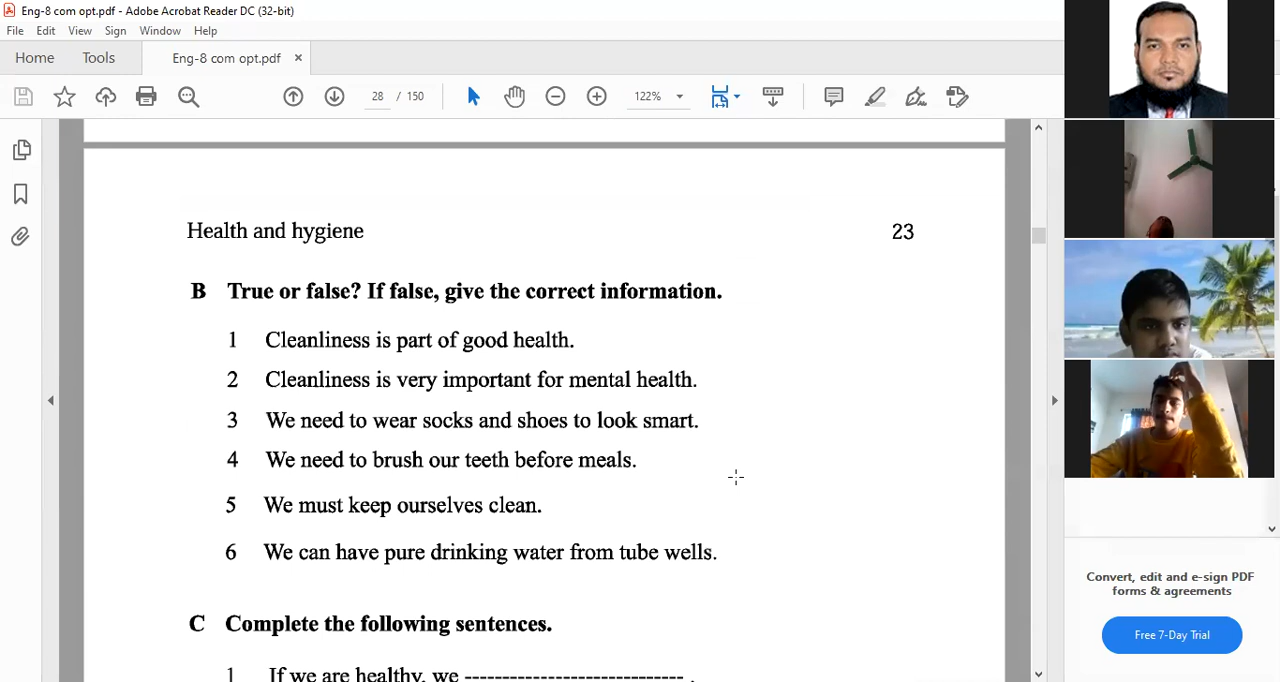 Eng-8 com opt.pdf - Adobe Acrobat Reader DC (32-bit)
File Edit View Sign Window Help
Home Tools Eng-8 com opt.pdf ×
28 / 150 122%
Health and hygiene 23
B True or false? If false, give the correct information.
1 Cleanliness is part of good health.
2 Cleanliness is very important for mental health.
3 We need to wear socks and shoes to look smart.
4 We need to brush our teeth before meals.
5 We must keep ourselves clean.
6 We can have pure drinking water from tube wells.
C Complete the following sentences.
1 If we are healthy, we ----------------------------- .
Convert, edit and e-sign PDF
forms & agreements
Free 7-Day Trial